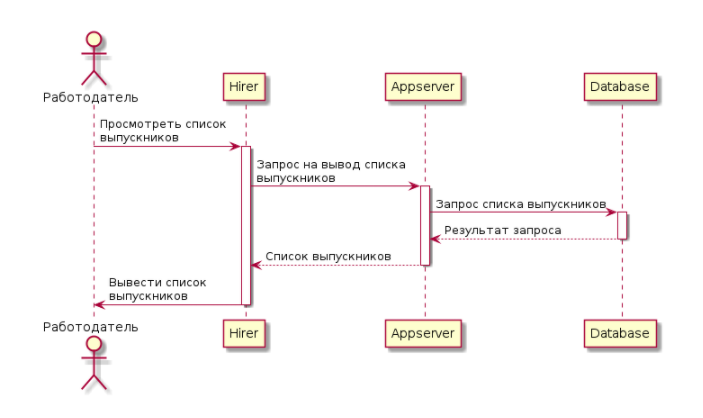 Работодатель
Hirer
Appserver
Database
Просмотреть список
выпускников
Запрос на вывод списка
выпускников
Запрос списка выпускников
Результат запроса
Список выпускников
Вывести список
выпускников
Работодатель
Hirer
Appserver
Database